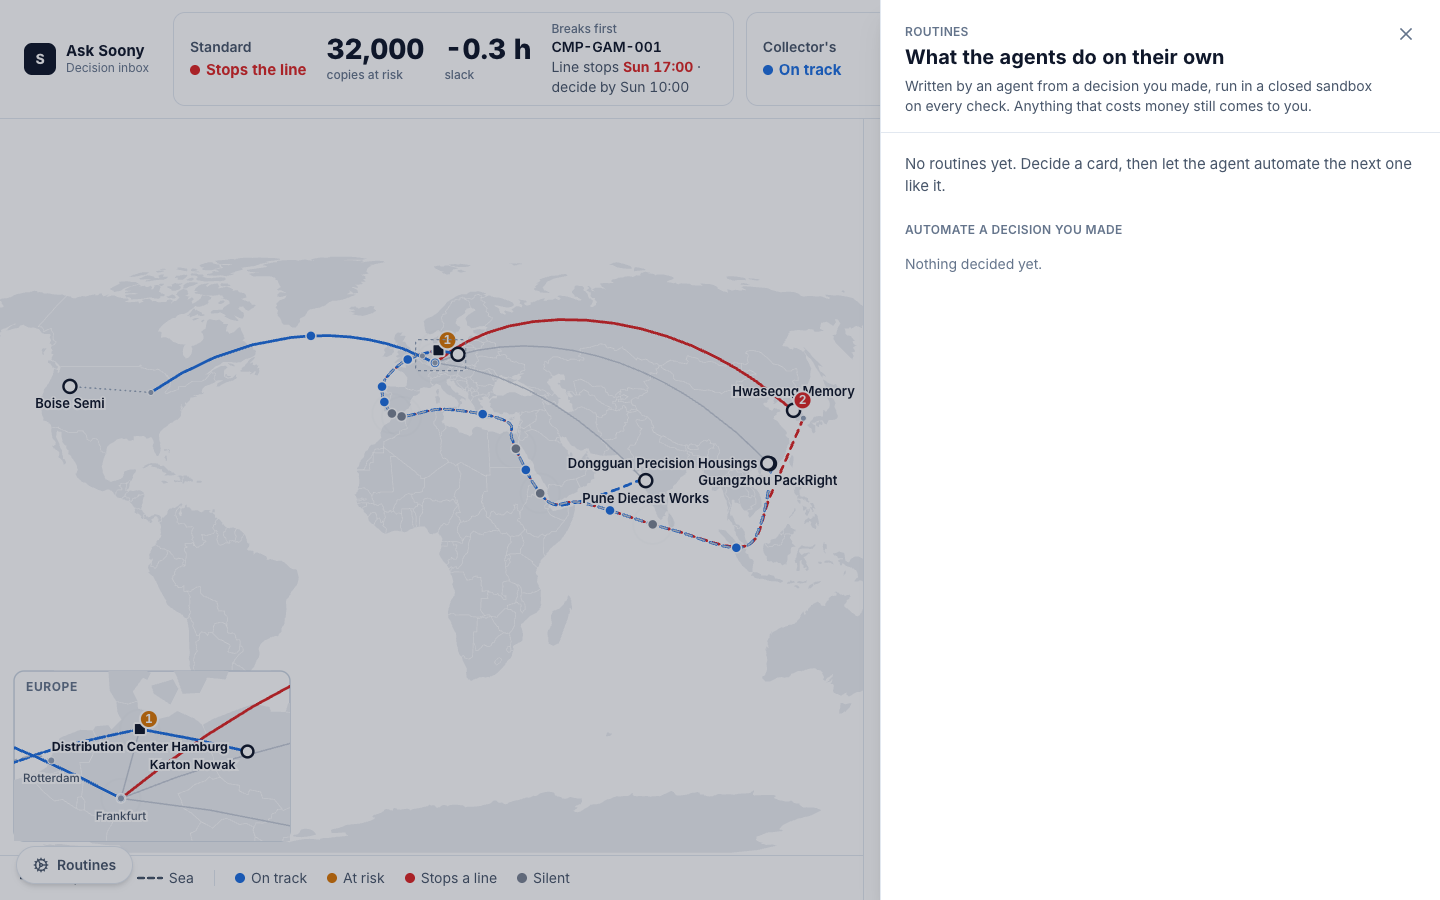 S
Ask Soony
Decision inbox
Standard
Stops the line
32,000
copies at risk
-0.3 h
slack
Breaks first
CMP-GAM-001
Line stops Sun 17:00 ·
decide by Sun 10:00
Collector's
On track
ROUTINES
What the agents do on their own
Written by an agent from a decision you made, run in a closed sandbox
on every check. Anything that costs money still comes to you.
No routines yet. Decide a card, then let the agent automate the next one
like it.
AUTOMATE A DECISION YOU MADE
Nothing decided yet.
1
Boise Semi
Hwaseong Memory
2
Dongguan Precision Housings
Guangzhou PackRight
Pune Diecast Works
EUROPE
1
Distribution Center Hamburg
Karton Nowak
Rotterdam
Frankfurt
Routines
Sea
On track
At risk
Stops a line
Silent